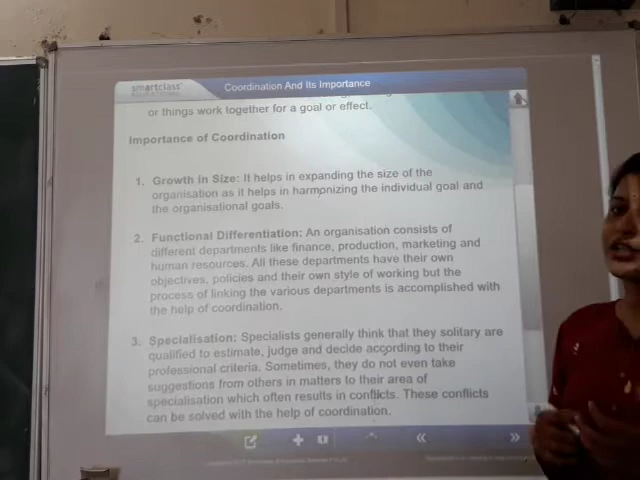 smartclass
Coordination And Its Importance
or things work together for a goal or effect.
Importance of Coordination
1. Growth in Size: It helps in expanding the size of the
organisation as it helps in harmonizing the individual goal and
the organisational goals.
2. Functional Differentiation: An organisation consists of
different departments like finance, production, marketing and
human resources. All these departments have their own
objectives, policies and their own style of working but the
process of linking the various departments is accomplished with
the help of coordination.
3. Specialisation: Specialists generally think that they solitary are
qualified to estimate, judge and decide according to their
professional criteria. Sometimes, they do not even take
suggestions from others in matters to their area of
specialisation which often results in conflicts. These conflicts
can be solved with the help of coordination.